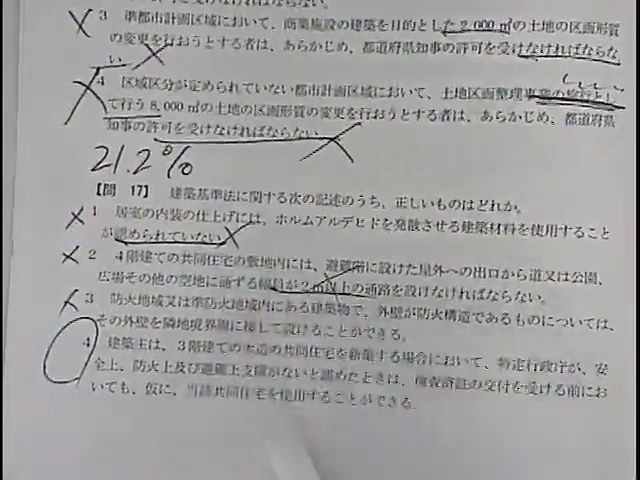 3 準都市計画区域において、商業施設の建築を目的とした2,000㎡の土地の区画形質
の変更を行おうとする者は、あらかじめ、都道府県知事の許可を受けなければならな
い
4 区域区分が定められていない都市計画区域において、土地区画整理事業の施行とし
て行う8,000㎡の土地の区画形質の変更を行おうとする者は、あらかじめ、都道府県
知事の許可を受けなければならない
21.2%
【問 17】 建築基準法に関する次の記述のうち、正しいものはどれか。
1 居室の内装の仕上げには、ホルムアルデヒドを発散させる建築材料を使用すること
が認められていない
2 4階建ての共同住宅の敷地内には、避難階に設けた屋外への出口から道又は公園、
広場その他の空地に通ずる幅員が2m以上の通路を設けなければならない。
3 防火地域又は準防火地域内にある建築物で、外壁が防火構造であるものについては、
その外壁を隣地境界線に接して設けることができる。
4 建築主は、3階建ての木造の共同住宅を新築する場合において、特定行政庁が、安
全上、防火上及び避難上支障がないと認めたときは、検査済証の交付を受ける前にお
いても、仮に、当該共同住宅を使用することができる。